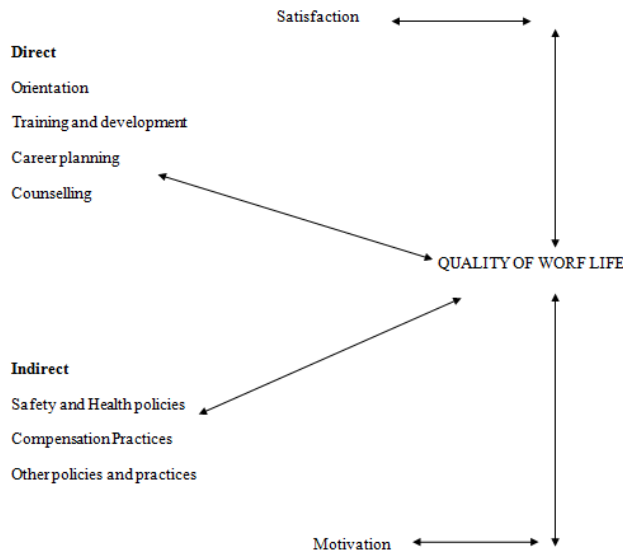 Satisfaction
Direct
Orientation
Training and development
Career planning
Counselling
QUALITY OF WORF LIFE
Indirect
Safety and Health policies
Compensation Practices
Other policies and practices
Motivation